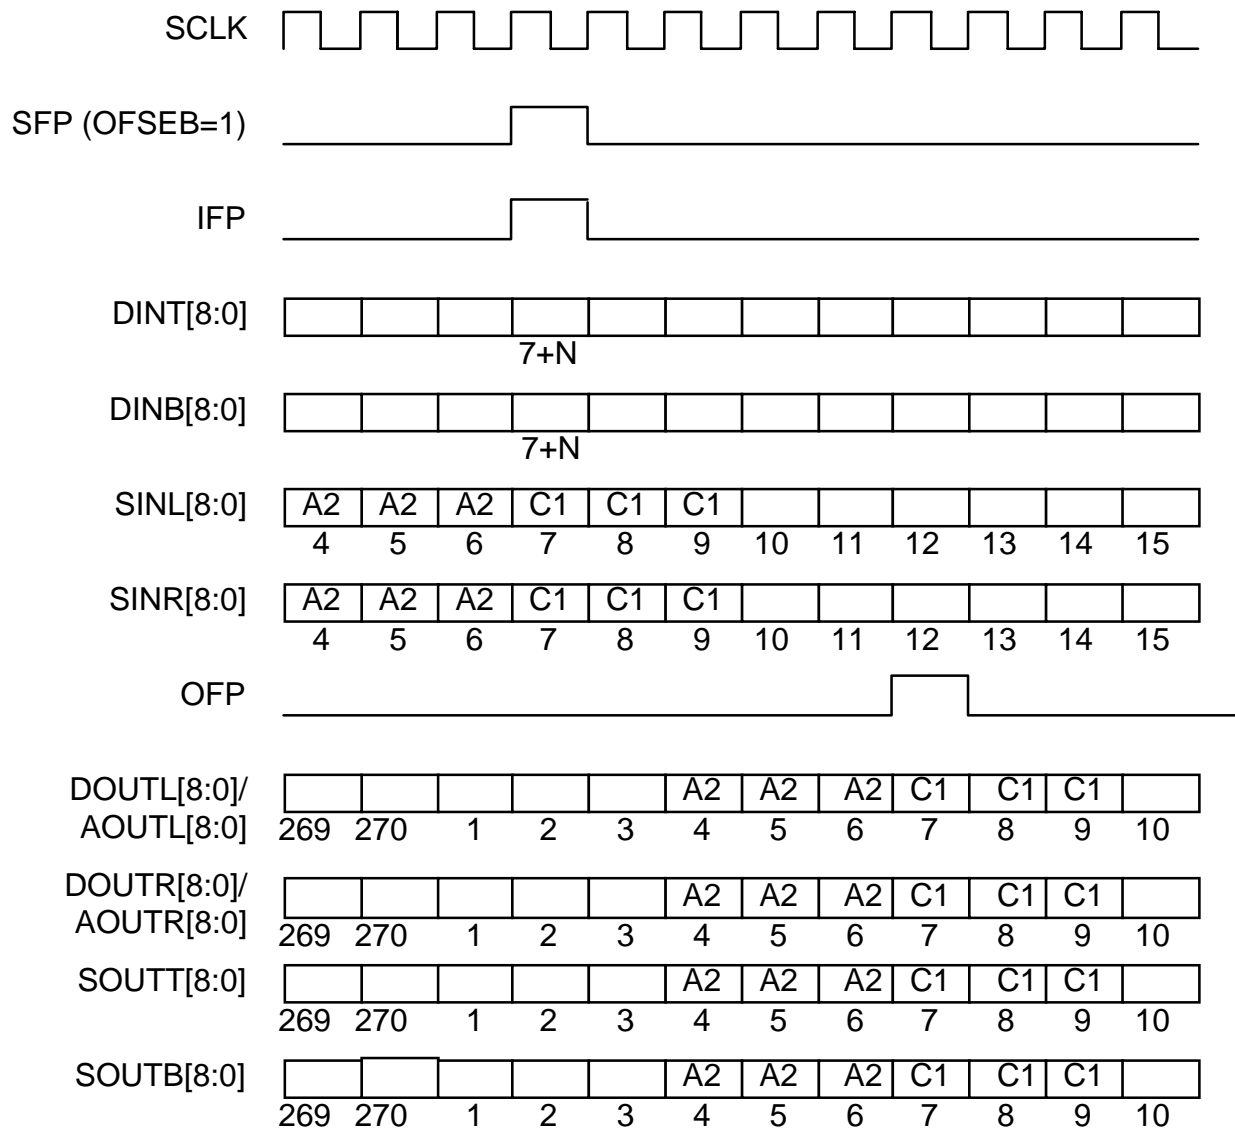 SCLK
SFP (OFSEB=1)
IFP
DINT[8:0]
7+N
DINB[8:0]
7+N
SINL[8:0] A2 A2 A2 C1 C1 C1
4 5 6 7 8 9 10 11 12 13 14 15
SINR[8:0] A2 A2 A2 C1 C1 C1
4 5 6 7 8 9 10 11 12 13 14 15
OFP
DOUTL[8:0]/ A2 A2 A2 C1 C1 C1
AOUTL[8:0] 269 270 1 2 3 4 5 6 7 8 9 10
DOUTR[8:0]/ A2 A2 A2 C1 C1 C1
AOUTR[8:0] 269 270 1 2 3 4 5 6 7 8 9 10
SOUTT[8:0] A2 A2 A2 C1 C1 C1
269 270 1 2 3 4 5 6 7 8 9 10
SOUTB[8:0] A2 A2 A2 C1 C1 C1
269 270 1 2 3 4 5 6 7 8 9 10